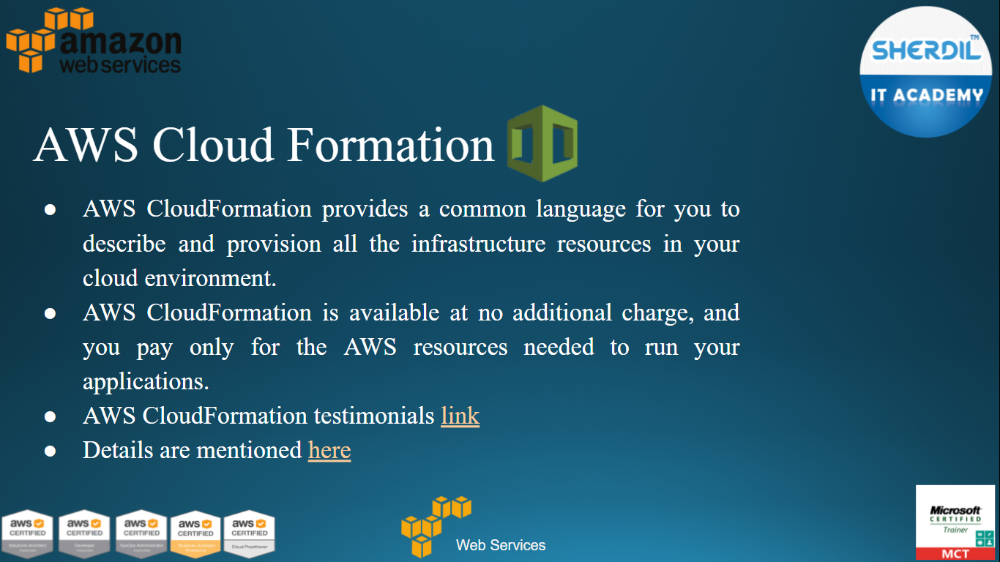 amazon
web services
SHERDIL™
IT ACADEMY
AWS Cloud Formation
● AWS CloudFormation provides a common language for you to
describe and provision all the infrastructure resources in your
cloud environment.
● AWS CloudFormation is available at no additional charge, and
you pay only for the AWS resources needed to run your
applications.
● AWS CloudFormation testimonials link
● Details are mentioned here
aws
CERTIFIED
Solutions Architect
Associate
aws
CERTIFIED
Developer
Associate
aws
CERTIFIED
SysOps Administrator
Associate
aws
CERTIFIED
Professional
aws
CERTIFIED
Cloud Practitioner
Web Services
Microsoft
CERTIFIED
Trainer
MCT